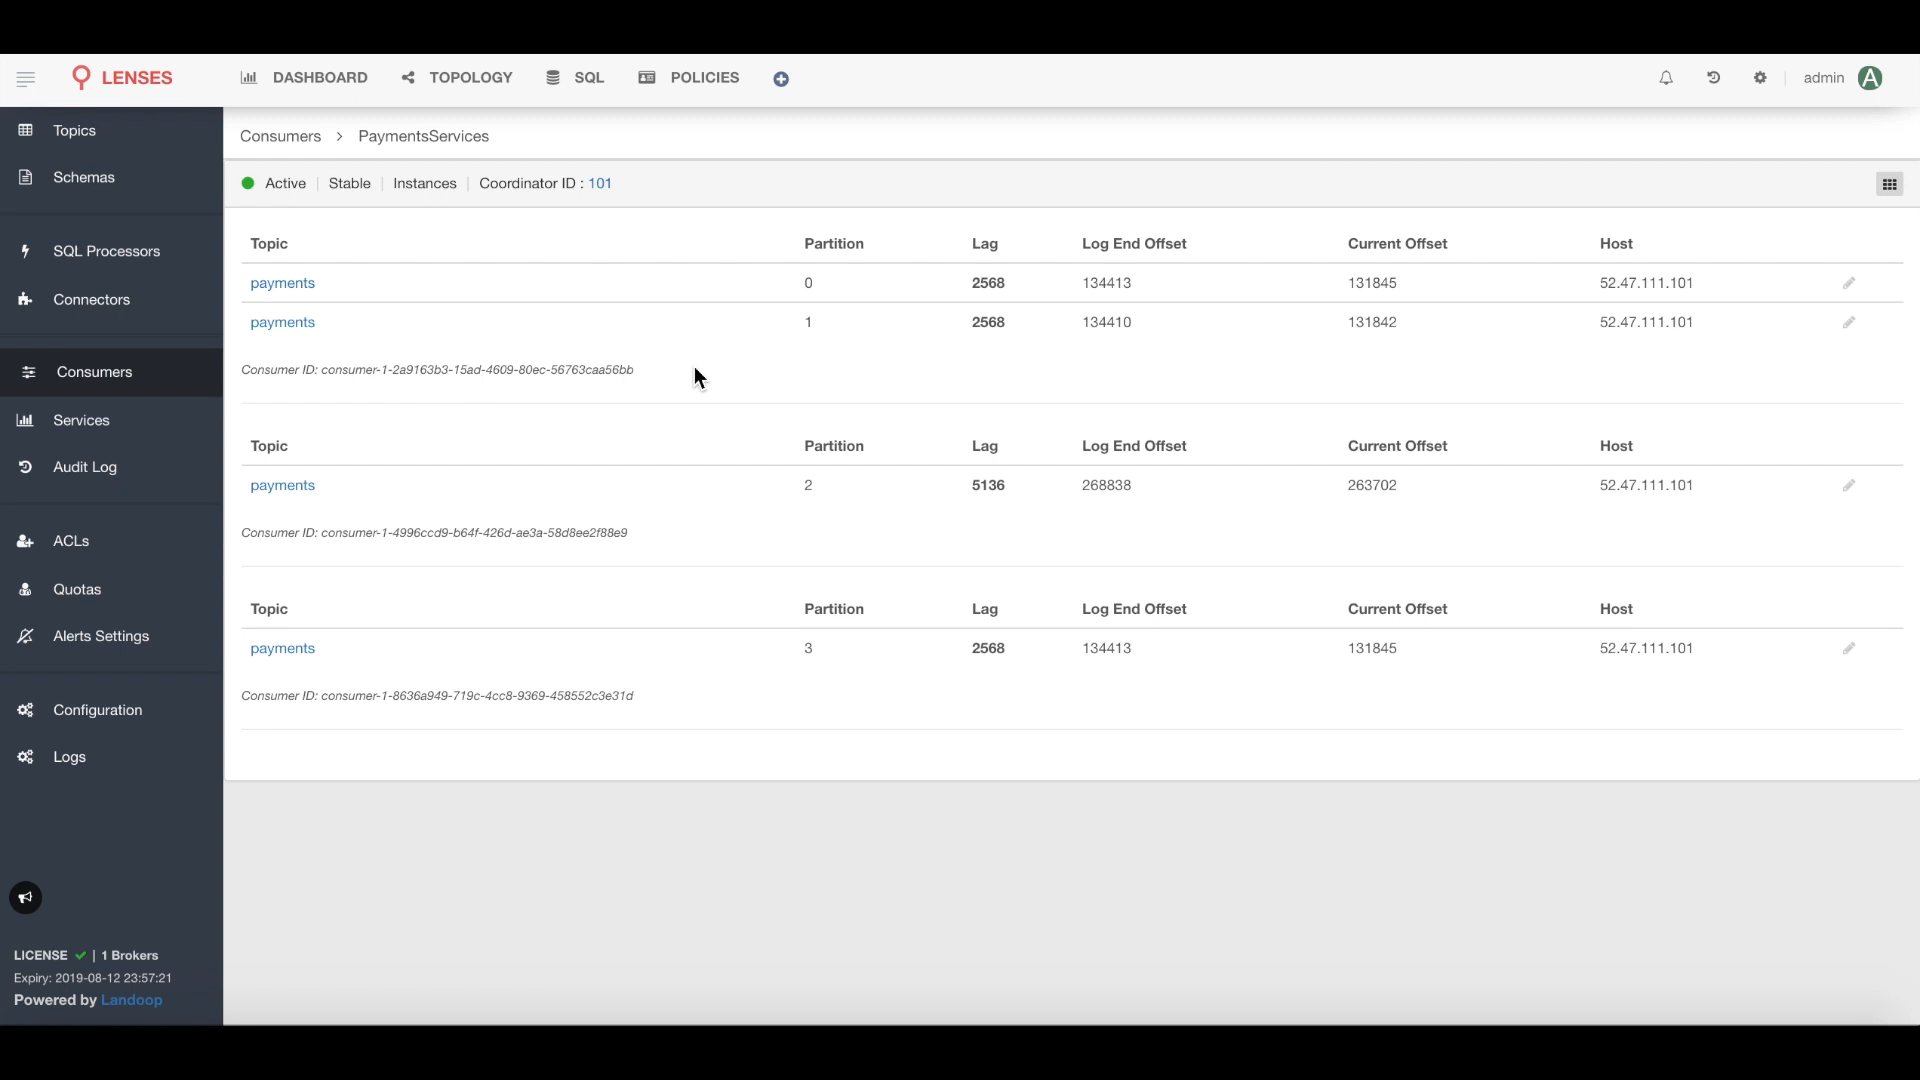 LENSES DASHBOARD TOPOLOGY SQL POLICIES admin A
Topics
Schemas
SQL Processors
Connectors
Consumers
Services
Audit Log
ACLs
Quotas
Alerts Settings
Configuration
Logs
LICENSE | 1 Brokers
Expiry: 2019-08-12 23:57:21
Powered by Landoop
Consumers > PaymentsServices
Active | Stable | Instances | Coordinator ID : 101
Topic Partition Lag Log End Offset Current Offset Host
payments 0 2568 134413 131845 52.47.111.101
payments 1 2568 134410 131842 52.47.111.101
Consumer ID: consumer-1-2a9163b3-15ad-4609-80ec-56763caa56bb
Topic Partition Lag Log End Offset Current Offset Host
payments 2 5136 268838 263702 52.47.111.101
Consumer ID: consumer-1-4996ccd9-b64f-426d-ae3a-58d8ee2f88e9
Topic Partition Lag Log End Offset Current Offset Host
payments 3 2568 134413 131845 52.47.111.101
Consumer ID: consumer-1-8636a949-719c-4cc8-9369-458552c3e31d